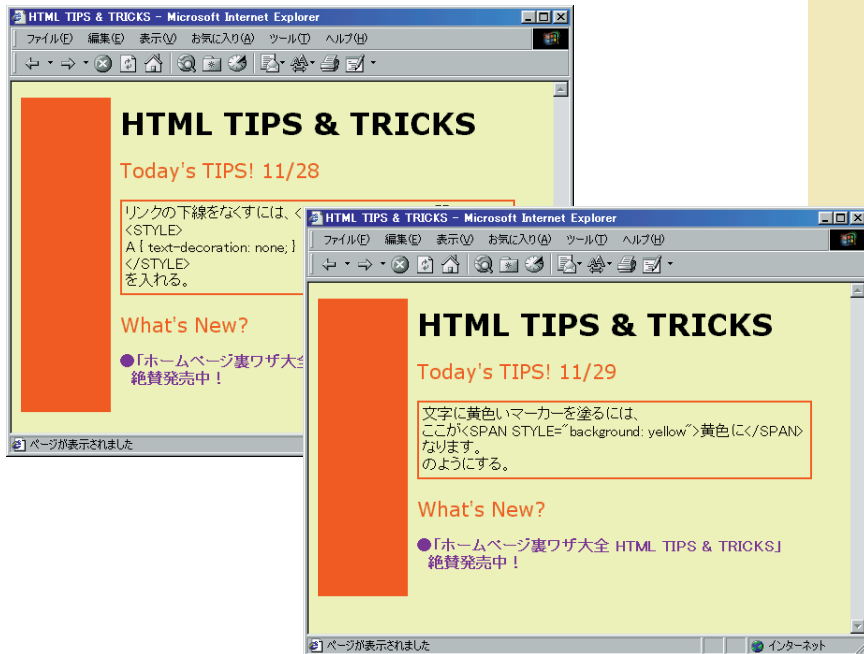 HTML TIPS & TRICKS - Microsoft Internet Explorer
ファイル(F) 編集(E) 表示(V) お気に入り(A) ツール(T) ヘルプ(H)
HTML TIPS & TRICKS
Today's TIPS! 11/28
リンクの下線をなくすには、<
<STYLE>
A { text-decoration: none; }
</STYLE>
を入れる。
What's New?
●「ホームページ裏ワザ大全
絶賛発売中！
ページが表示されました
HTML TIPS & TRICKS - Microsoft Internet Explorer
ファイル(F) 編集(E) 表示(V) お気に入り(A) ツール(T) ヘルプ(H)
HTML TIPS & TRICKS
Today's TIPS! 11/29
文字に黄色いマーカーを塗るには、
ここが<SPAN STYLE="background: yellow">黄色に</SPAN>
なります。
のようにする。
What's New?
●「ホームページ裏ワザ大全 HTML TIPS & TRICKS」
絶賛発売中！
ページが表示されました
インターネット